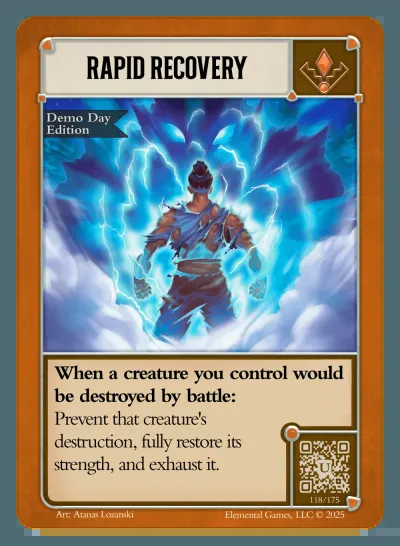 RAPID RECOVERY
Demo Day
Edition
When a creature you control would
be destroyed by battle:
Prevent that creature's
destruction, fully restore its
strength, and exhaust it.
U
118/175
Art: Atanas Lozanski
Elemental Games, LLC © 2025